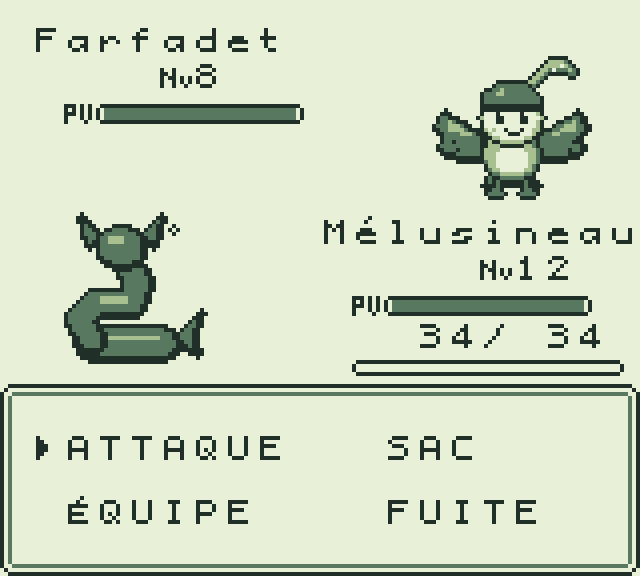 Farfadet
Nv8
PV
Mélusineau
Nv12
PV
34/ 34
ATTAQUE SAC
ÉQUIPE FUITE